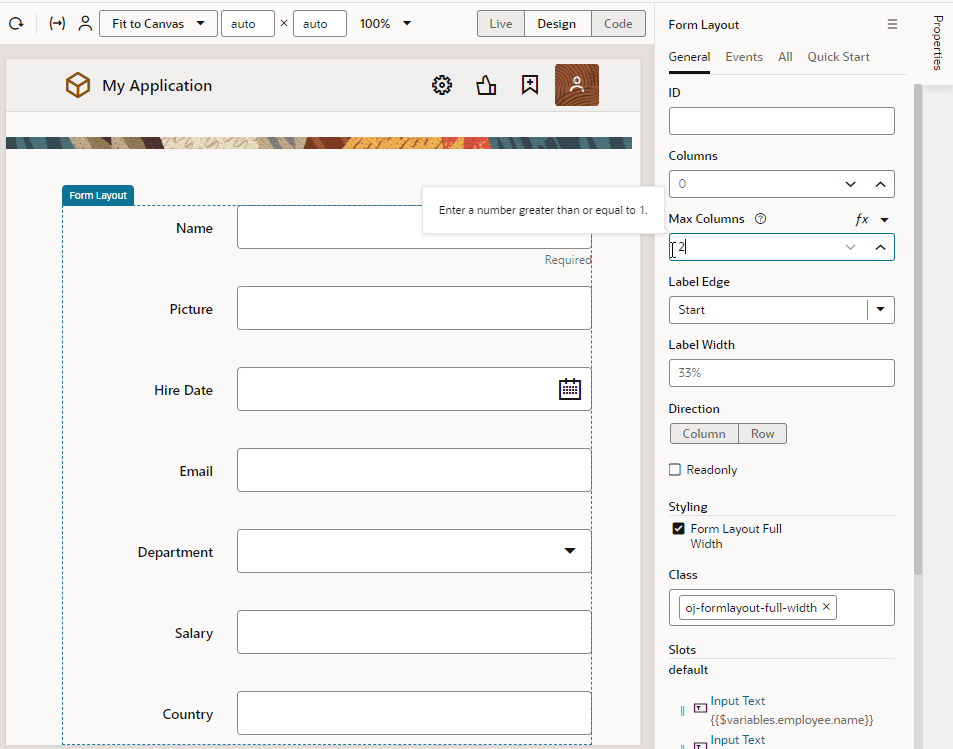 Fit to Canvas
auto
×
auto
100%
Live
Design
Code
My Application
Form Layout
Name
Required
Picture
Hire Date
Email
Department
Salary
Country
Enter a number greater than or equal to 1.
Form Layout
General
Events
All
Quick Start
ID
Columns
0
Max Columns
fx
2
Label Edge
Start
Label Width
33%
Direction
Column
Row
Readonly
Styling
Form Layout Full
Width
Class
oj-formlayout-full-width ×
Slots
default
Input Text
{{$variables.employee.name}}
Input Text
Properties